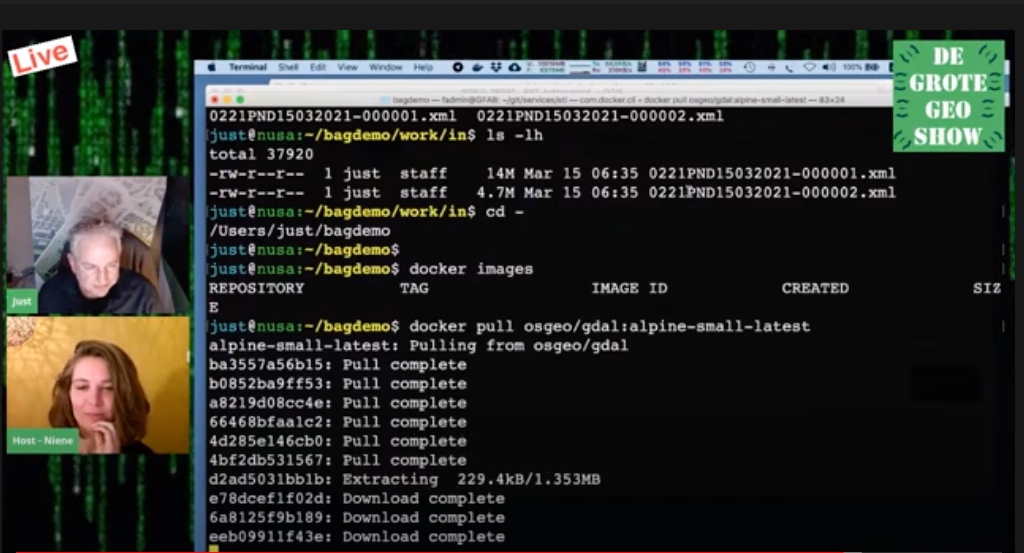 Live
DE
GROTE
GEO
SHOW
Terminal Shell Edit View Window Help
100%
bagdemo — fadmin@GFAB: ~/git/services/etl — com.docker.cli • docker pull osgeo/gdal:alpine-small-latest — 83×24
0221PND15032021-000001.xml 0221PND15032021-000002.xml
just@nusa:~/bagdemo/work/in$ ls -lh
total 37920
-rw-r--r-- 1 just staff 14M Mar 15 06:35 0221PND15032021-000001.xml
-rw-r--r-- 1 just staff 4.7M Mar 15 06:35 0221PND15032021-000002.xml
just@nusa:~/bagdemo/work/in$ cd -
/Users/just/bagdemo
just@nusa:~/bagdemo$
just@nusa:~/bagdemo$ docker images
REPOSITORY TAG IMAGE ID CREATED SIZ
E
just@nusa:~/bagdemo$ docker pull osgeo/gdal:alpine-small-latest
alpine-small-latest: Pulling from osgeo/gdal
ba3557a56b15: Pull complete
b0852ba9ff53: Pull complete
a8219d08cc4e: Pull complete
66468bfaa1c2: Pull complete
4d285e146cb0: Pull complete
4bf2db531567: Pull complete
d2ad5031bb1b: Extracting 229.4kB/1.353MB
e78dcef1f02d: Download complete
6a8125f9b189: Download complete
eeb09911f43e: Download complete
Just
Host - Niene